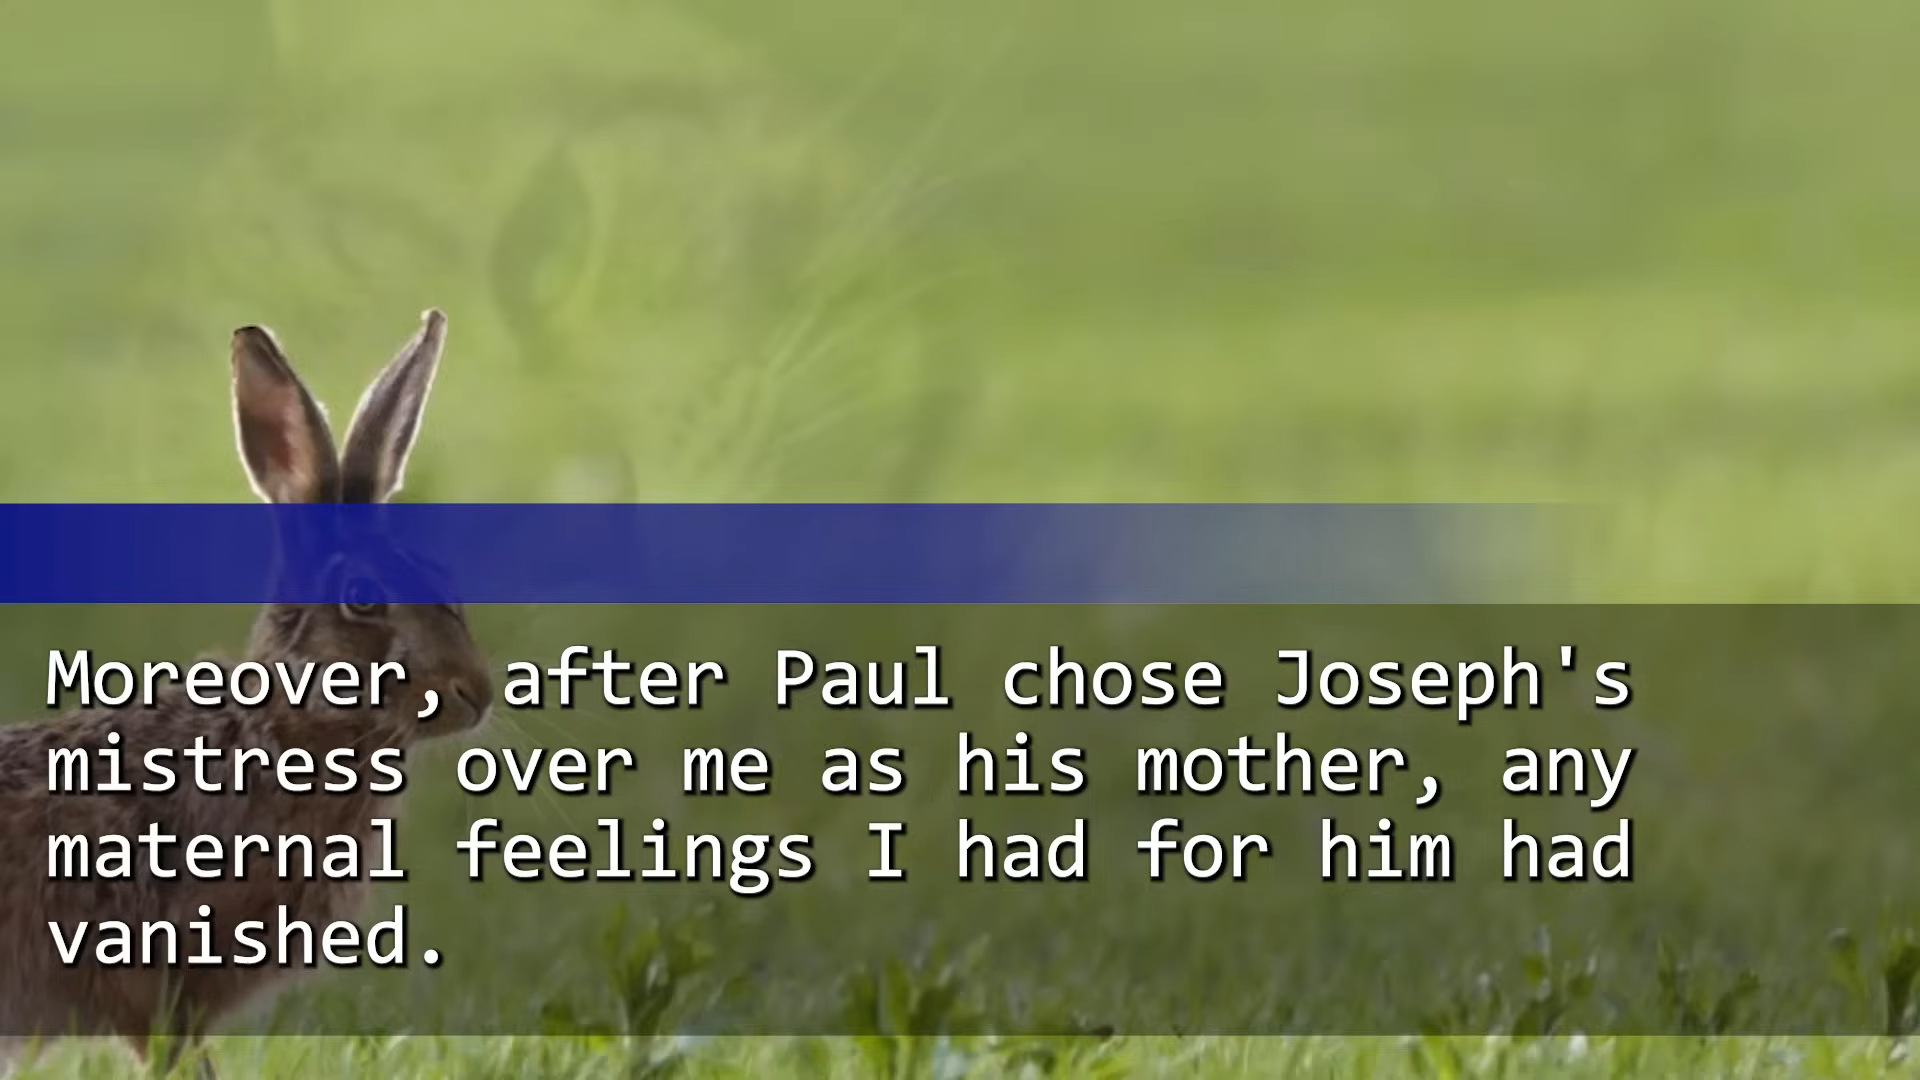 Moreover, after Paul chose Joseph's
mistress over me as his mother, any
maternal feelings I had for him had
vanished.